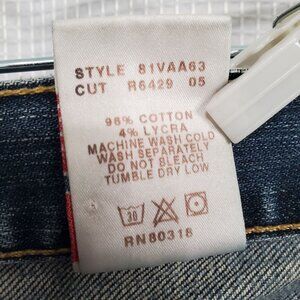 STYLE 81VAA63
CUT R6429 05
96% COTTON
4% LYCRA
MACHINE WASH COLD
WASH SEPARATELY
DO NOT BLEACH
TUMBLE DRY LOW
30
RN80318